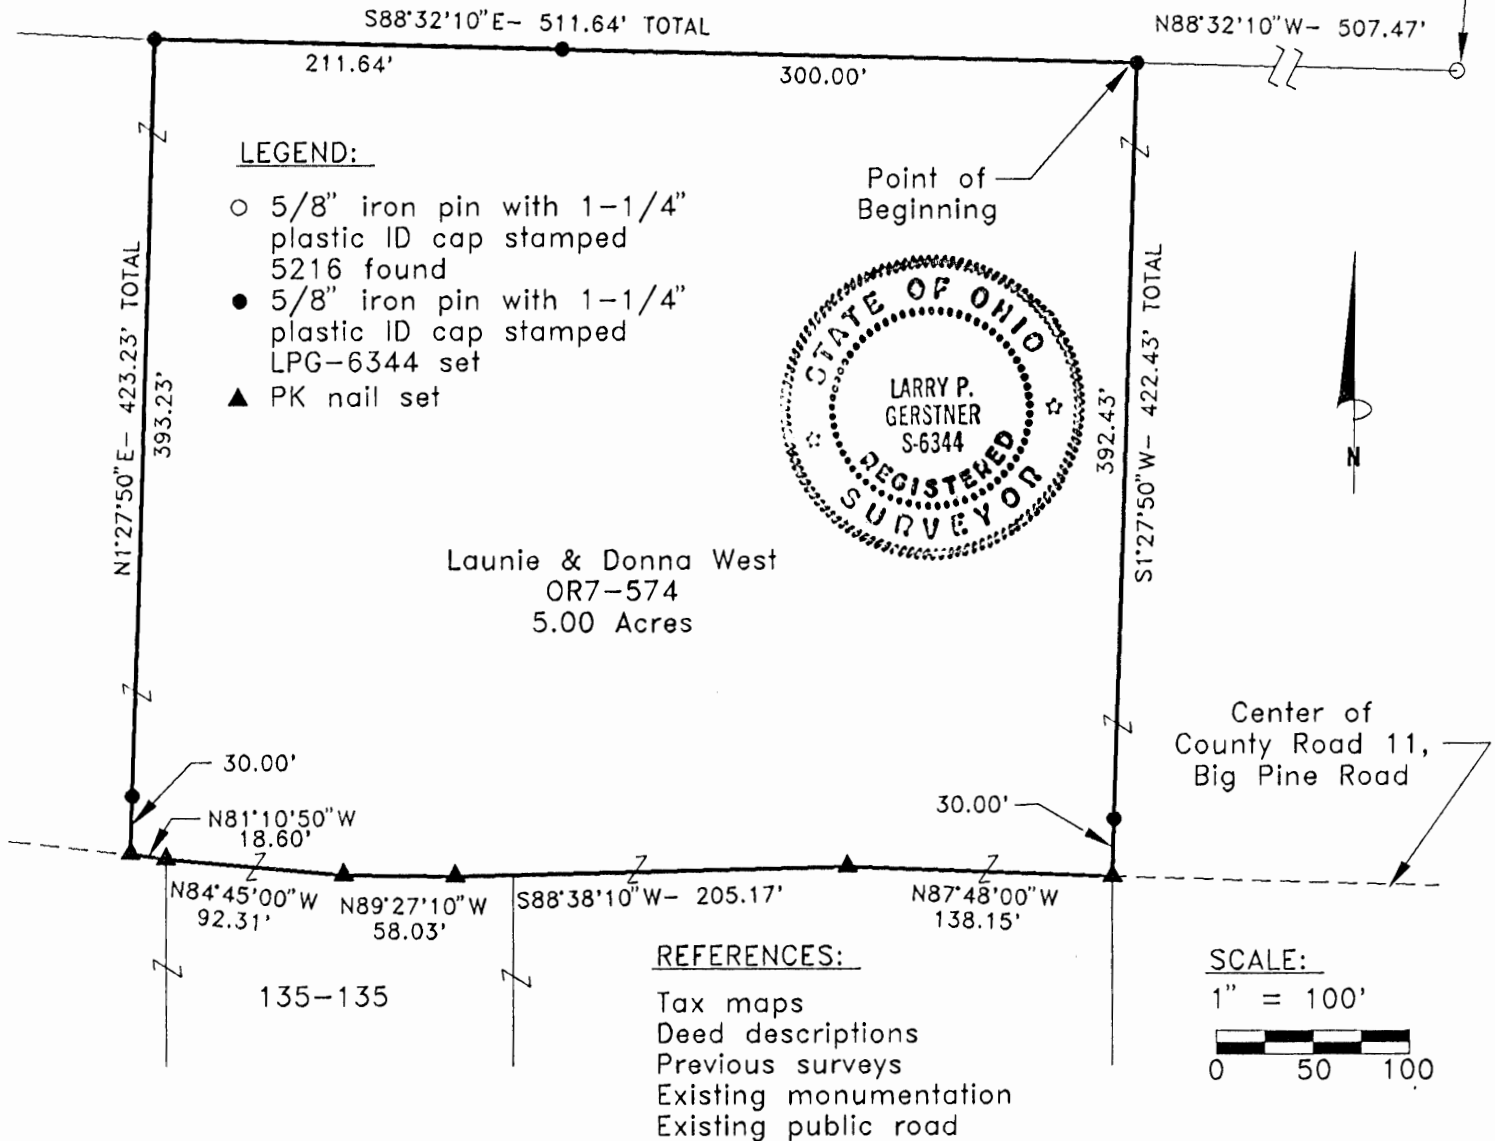 S88°32'10"E- 511.64' TOTAL
N88°32'10"W- 507.47'
211.64'
300.00'
LEGEND:
5/8" iron pin with 1-1/4"
plastic ID cap stamped
5216 found
5/8" iron pin with 1-1/4"
plastic ID cap stamped
LPG-6344 set
PK nail set
Point of
Beginning
STATE OF OHIO
LARRY P.
GERSTNER
S-6344
REGISTERED
SURVEYOR
N1°27'50"E- 423.23' TOTAL
393.23'
392.43'
S1°27'50"W- 422.43' TOTAL
N
Launie & Donna West
OR7-574
5.00 Acres
Center of
County Road 11,
Big Pine Road
30.00'
N81°10'50"W
18.60'
30.00'
N84°45'00"W
92.31'
N89°27'10"W
58.03'
S88°38'10"W- 205.17'
N87°48'00"W
138.15'
135-135
REFERENCES:
Tax maps
Deed descriptions
Previous surveys
Existing monumentation
Existing public road
SCALE:
1" = 100'
0 50 100